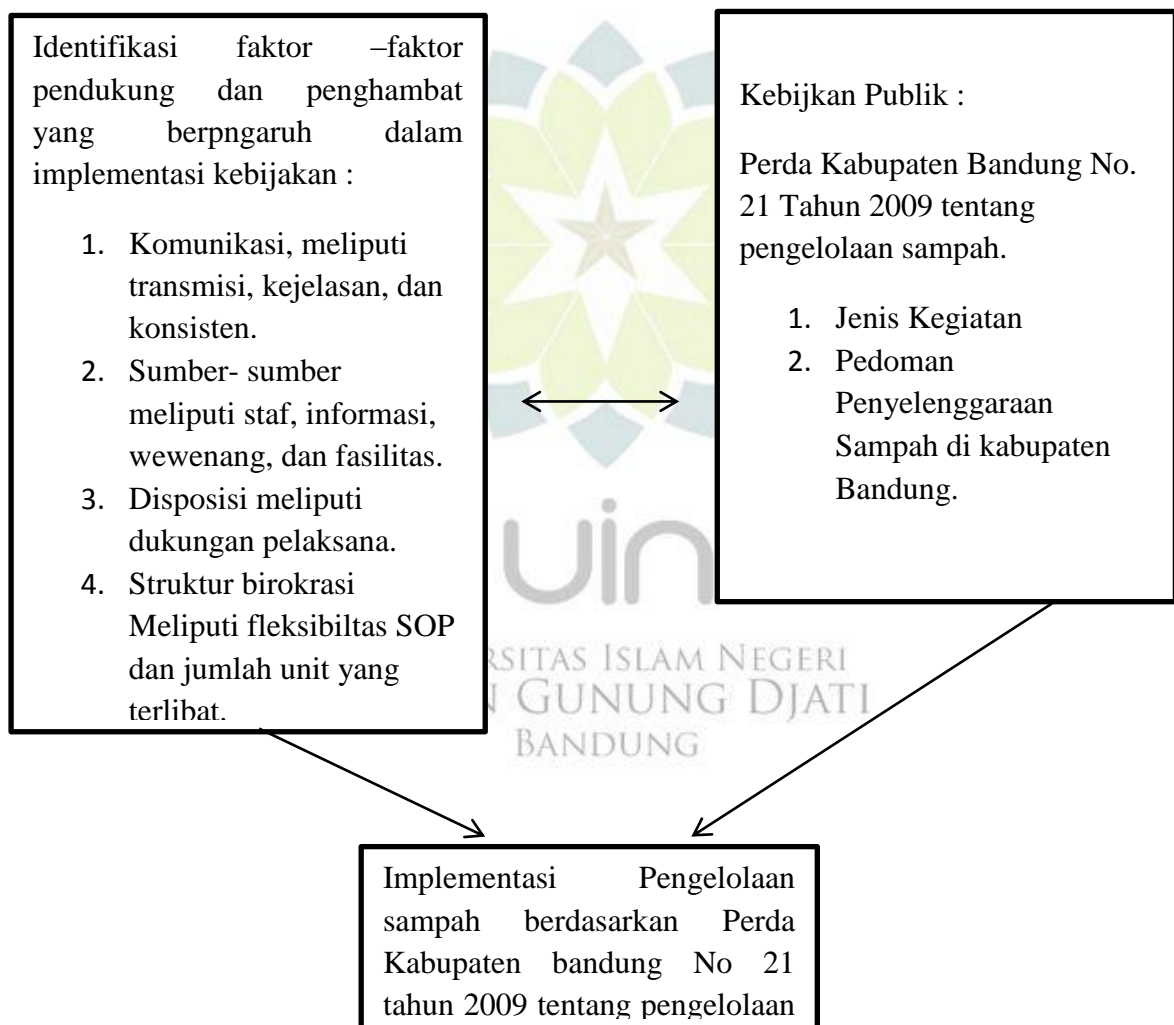 Identifikasi faktor –faktor
pendukung dan penghambat
yang berpngaruh dalam
implementasi kebijakan :
1. Komunikasi, meliputi
transmisi, kejelasan, dan
konsisten.
2. Sumber- sumber
meliputi staf, informasi,
wewenang, dan fasilitas.
3. Disposisi meliputi
dukungan pelaksana.
4. Struktur birokrasi
Meliputi fleksibiltas SOP
dan jumlah unit yang
terlibat.
Kebijkan Publik :
Perda Kabupaten Bandung No.
21 Tahun 2009 tentang
pengelolaan sampah.
1. Jenis Kegiatan
2. Pedoman
Penyelenggaraan
Sampah di kabupaten
Bandung.
uin
RSITAS ISLAM NEGERI
N GUNUNG DJATI
BANDUNG
Implementasi Pengelolaan
sampah berdasarkan Perda
Kabupaten bandung No 21
tahun 2009 tentang pengelolaan